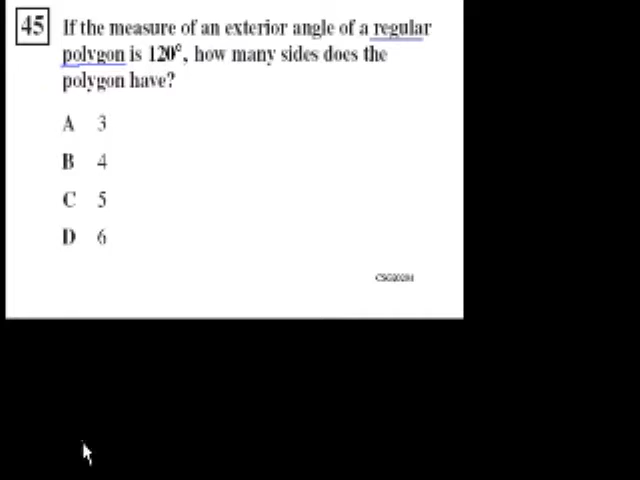 45 If the measure of an exterior angle of a regular
polygon is 120°, how many sides does the
polygon have?
A 3
B 4
C 5
D 6